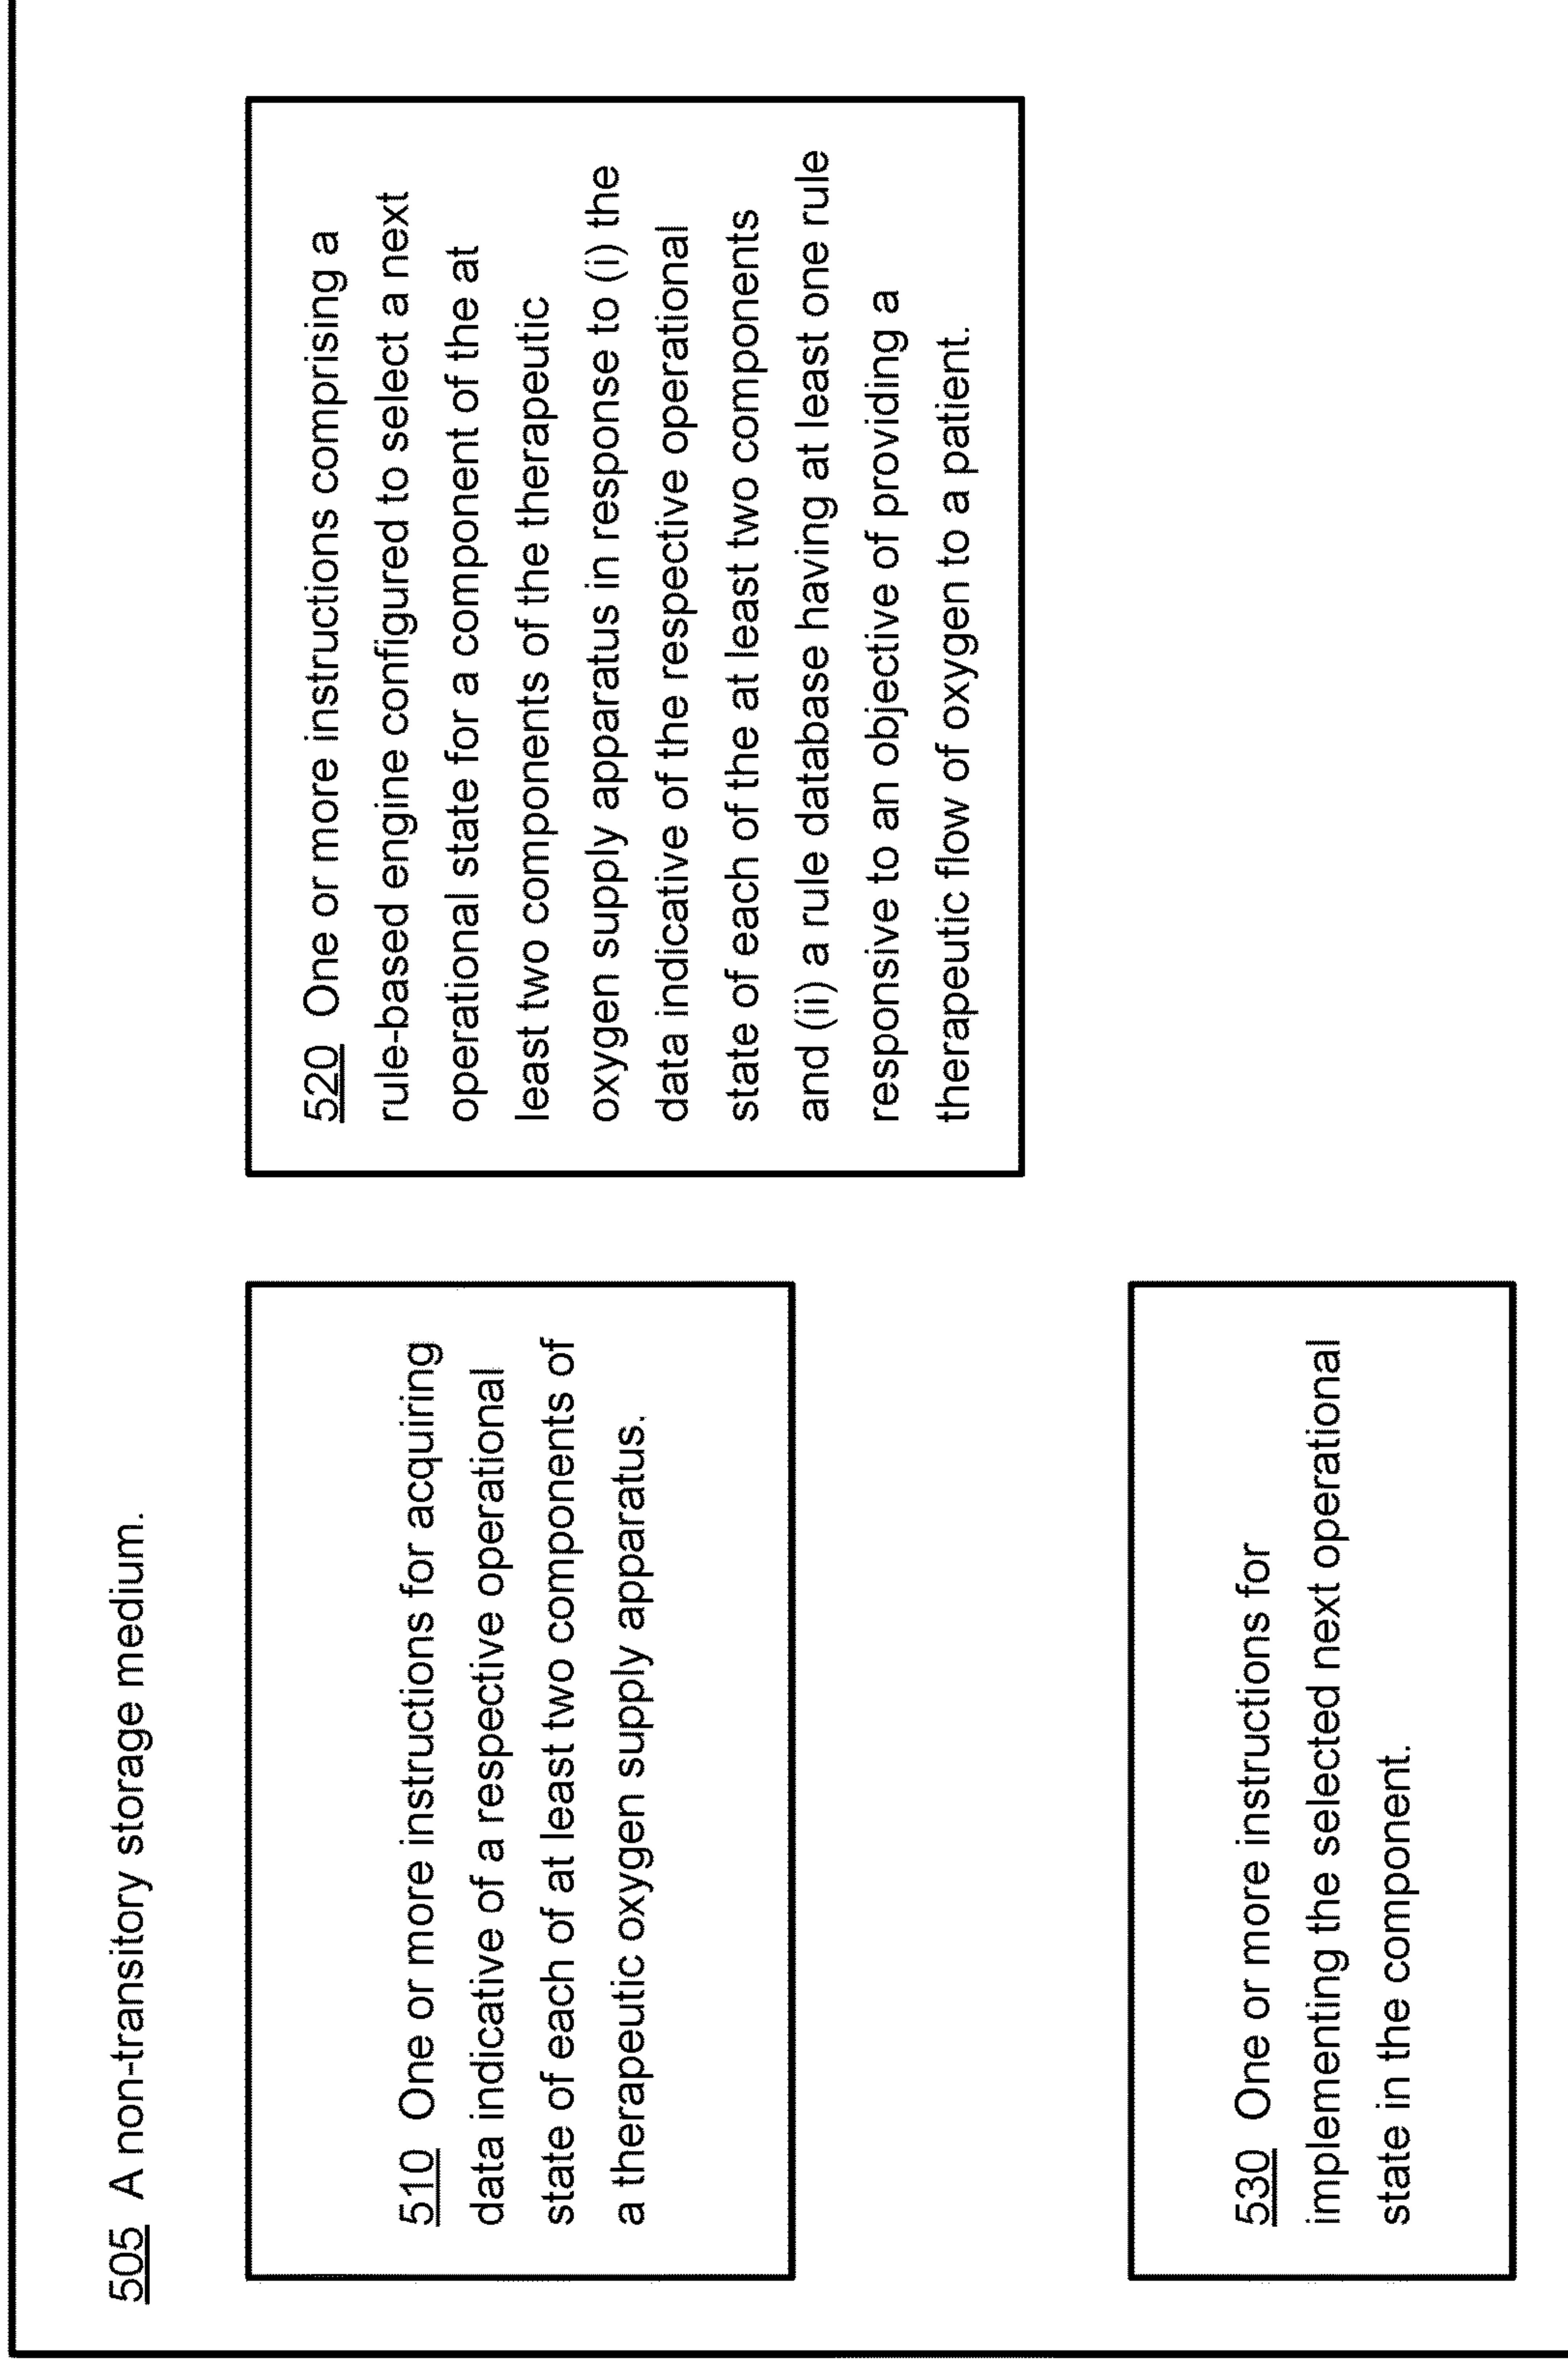 505 A non-transitory storage medium.
510 One or more instructions for acquiring
data indicative of a respective operational
state of each of at least two components of
a therapeutic oxygen supply apparatus.
520 One or more instructions comprising a
rule-based engine configured to select a next
operational state for a component of the at
least two components of the therapeutic
oxygen supply apparatus in response to (i) the
data indicative of the respective operational
state of each of the at least two components
and (ii) a rule database having at least one rule
responsive to an objective of providing a
therapeutic flow of oxygen to a patient.
530 One or more instructions for
implementing the selected next operational
state in the component.